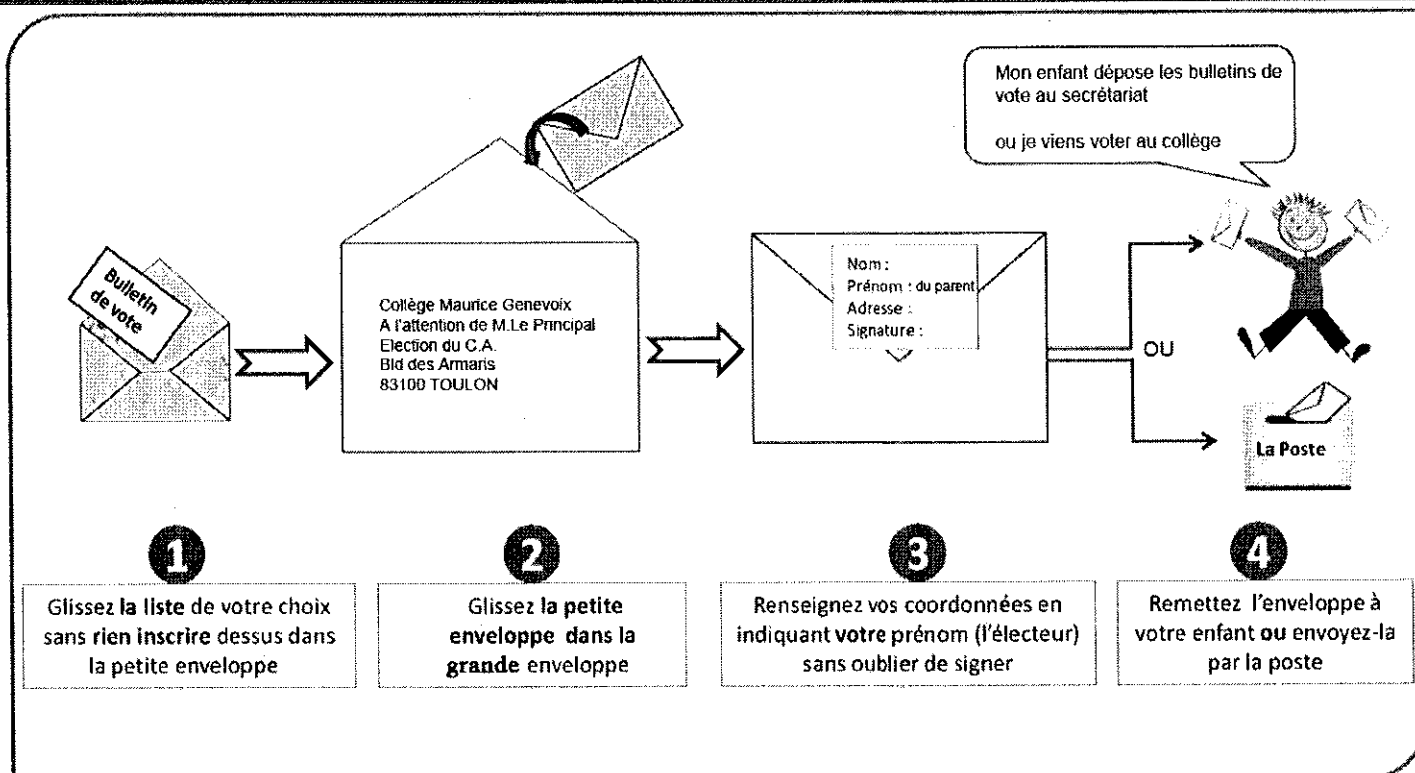 Mon enfant dépose les bulletins de
vote au secrétariat
ou je viens voter au collège
Bulletin
de vote
Collège Maurice Genevoix
A l'attention de M.Le Principal
Election du C.A.
Bld des Armaris
83100 TOULON
Nom :
Prénom : du parent
Adresse :
Signature :
OU
La Poste
1
Glissez la liste de votre choix
sans rien inscrire dessus dans
la petite enveloppe
2
Glissez la petite
enveloppe dans la
grande enveloppe
3
Renseignez vos coordonnées en
indiquant votre prénom (l'électeur)
sans oublier de signer
4
Remettez l'enveloppe à
votre enfant ou envoyez-la
par la poste